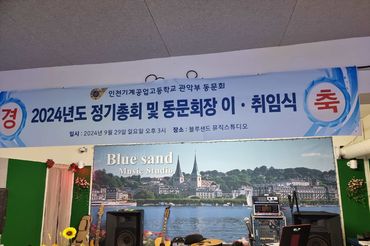 인천기계공업고등학교 관악부 동문회
경 2024년도 정기총회 및 동문회장 이·취임식 축
일시 : 2024년 9월 29일 일요일 오후 3시 장소 : 블루샌드 뮤직스튜디오
Blue sand
Music Studio